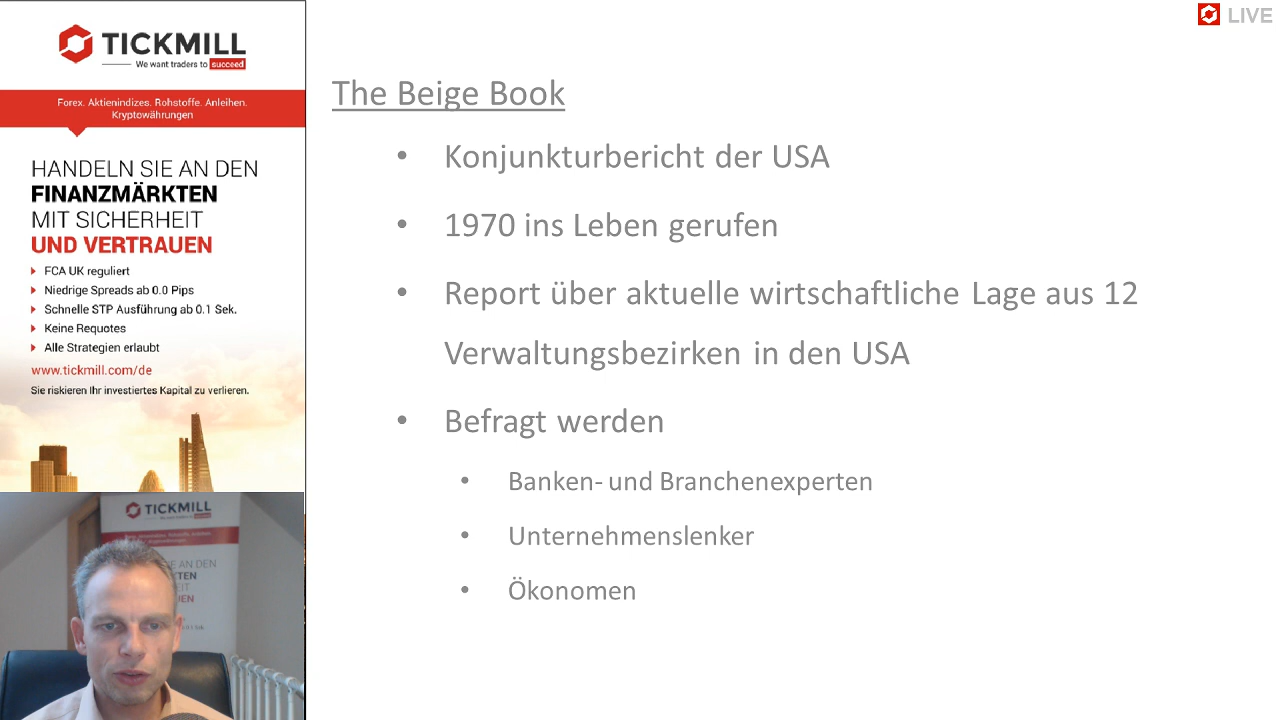 TICKMILL
We want traders to succeed
Forex. Aktienindizes. Rohstoffe. Anleihen.
Kryptowährungen
HANDELN SIE AN DEN
FINANZMÄRKTEN
MIT SICHERHEIT
UND VERTRAUEN
FCA UK reguliert
Niedrige Spreads ab 0.0 Pips
Schnelle STP Ausführung ab 0.1 Sek.
Keine Requotes
Alle Strategien erlaubt
www.tickmill.com/de
Sie riskieren Ihr investiertes Kapital zu verlieren.
TICKMILL
LIVE
The Beige Book
• Konjunkturbericht der USA
• 1970 ins Leben gerufen
• Report über aktuelle wirtschaftliche Lage aus 12
Verwaltungsbezirken in den USA
• Befragt werden
• Banken- und Branchenexperten
• Unternehmenslenker
• Ökonomen